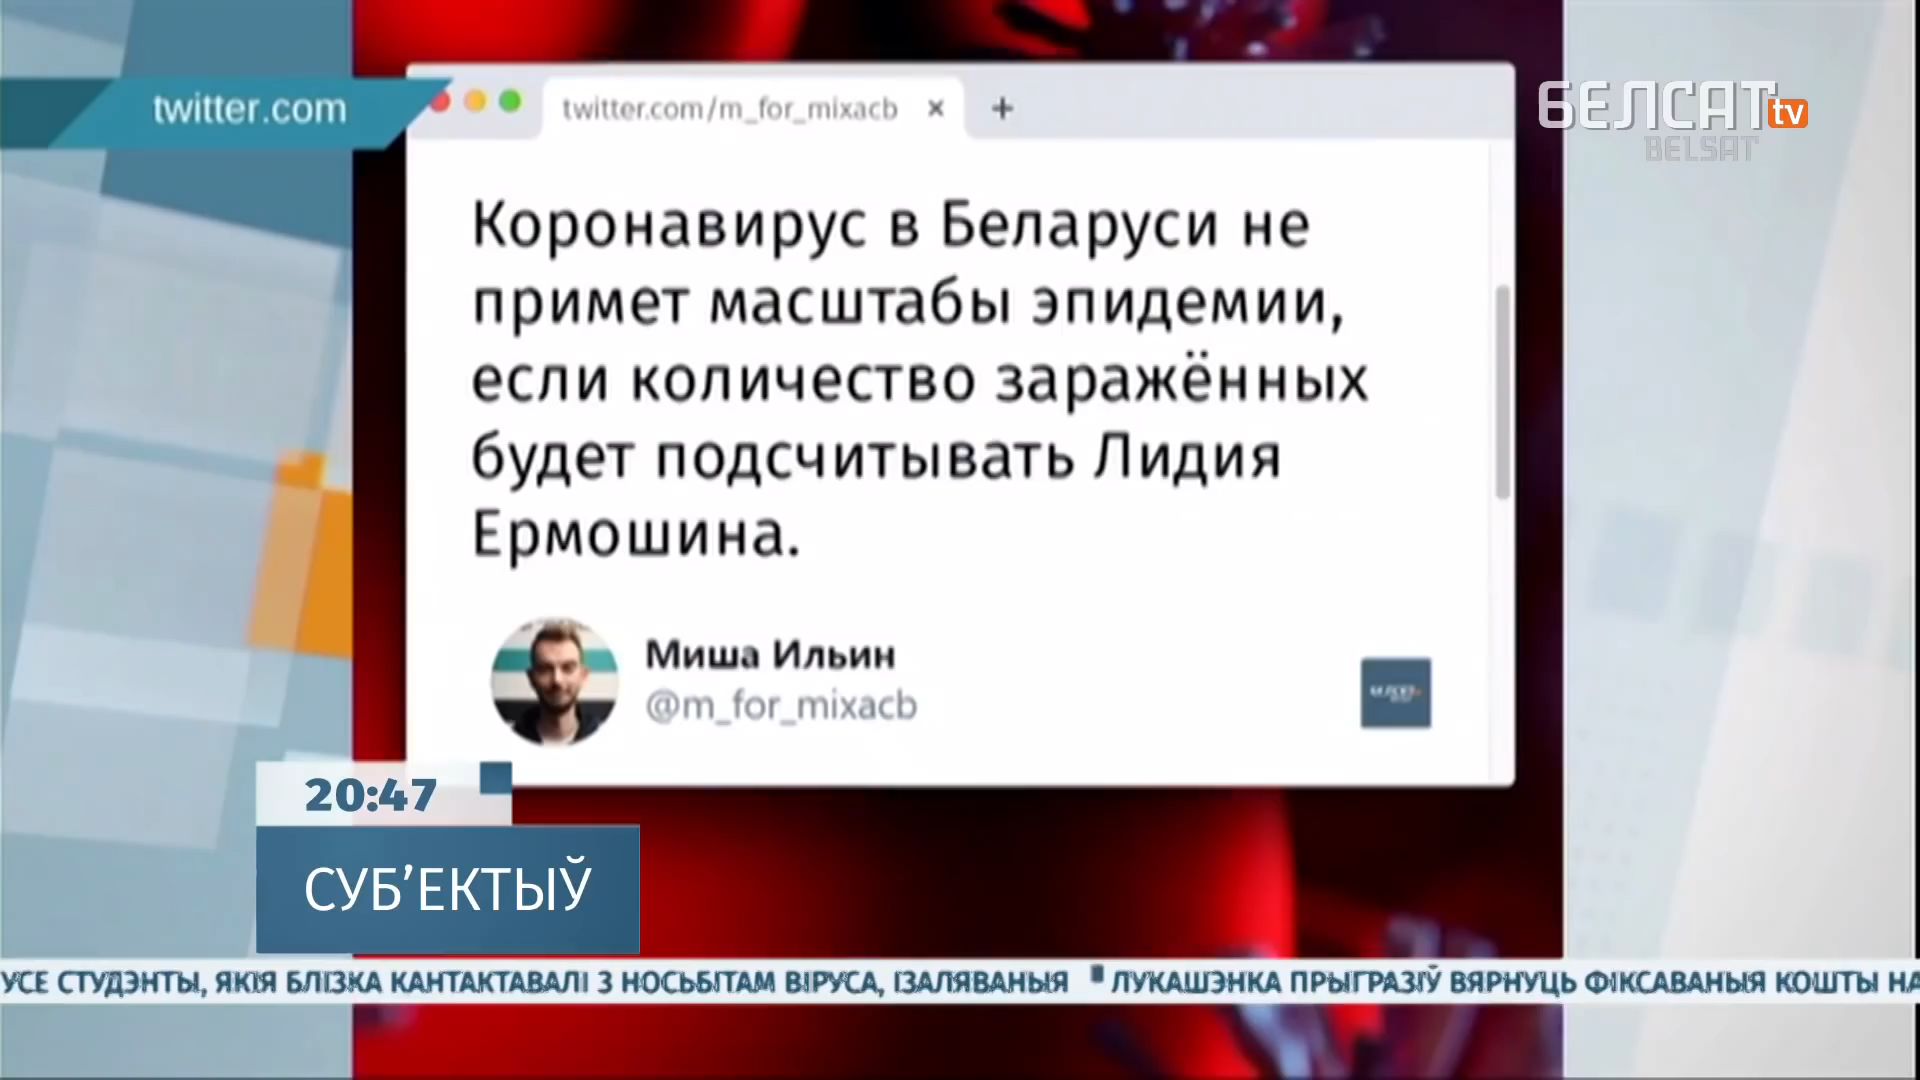 twitter.com
twitter.com/m_for_mixacb × +
БЕЛСАТ tv
BELSAT
Коронавирус в Беларуси не
примет масштабы эпидемии,
если количество заражённых
будет подсчитывать Лидия
Ермошина.
Миша Ильин
@m_for_mixacb
20:47
СУБ’ЕКТЫЎ
УСЕ СТУДЭНТЫ, ЯКІЯ БЛІЗКА КАНТАКТАВАЛІ З НОСЬБІТАМ ВІРУСА, ІЗАЛЯВАНЫЯ ЛУКАШЭНКА ПРЫГРАЗІЎ ВЯРНУЦЬ ФІКСАВАНЫЯ КОШТЫ НА